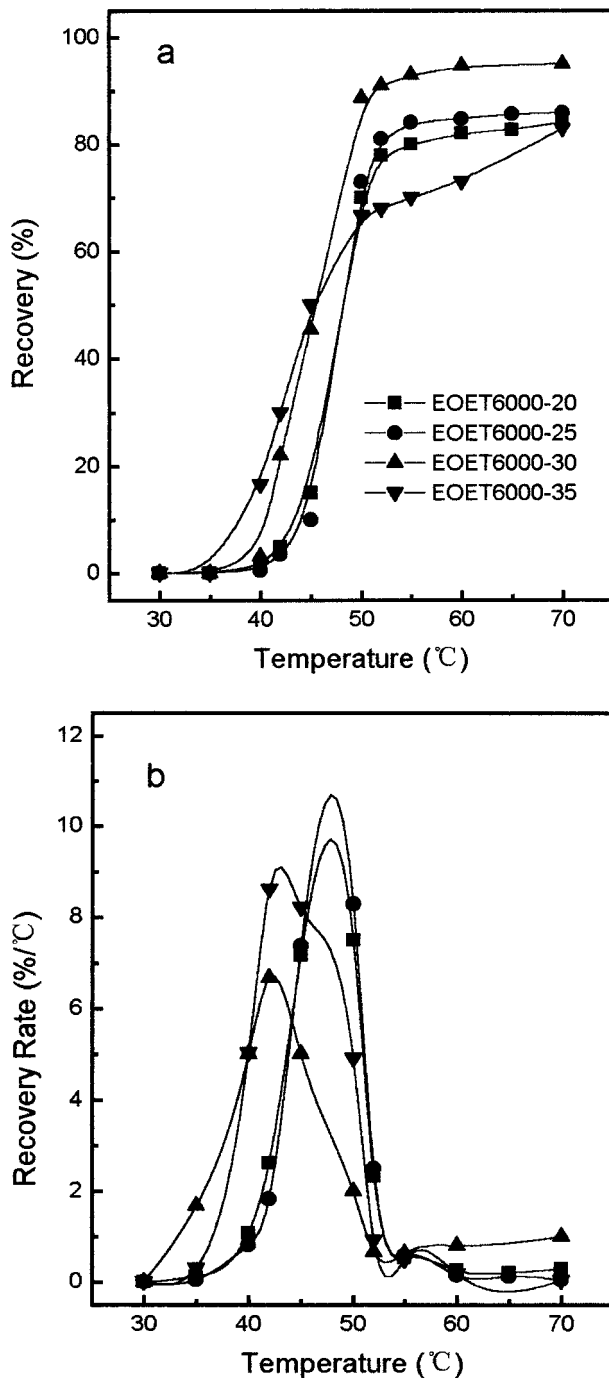 a
100
80
60
40
20
0
Recovery (%)
EOET6000-20
EOET6000-25
EOET6000-30
EOET6000-35
30 40 50 60 70
Temperature (℃)
b
12
10
8
6
4
2
0
Recovery Rate (%/℃)
30 40 50 60 70
Temperature (℃)